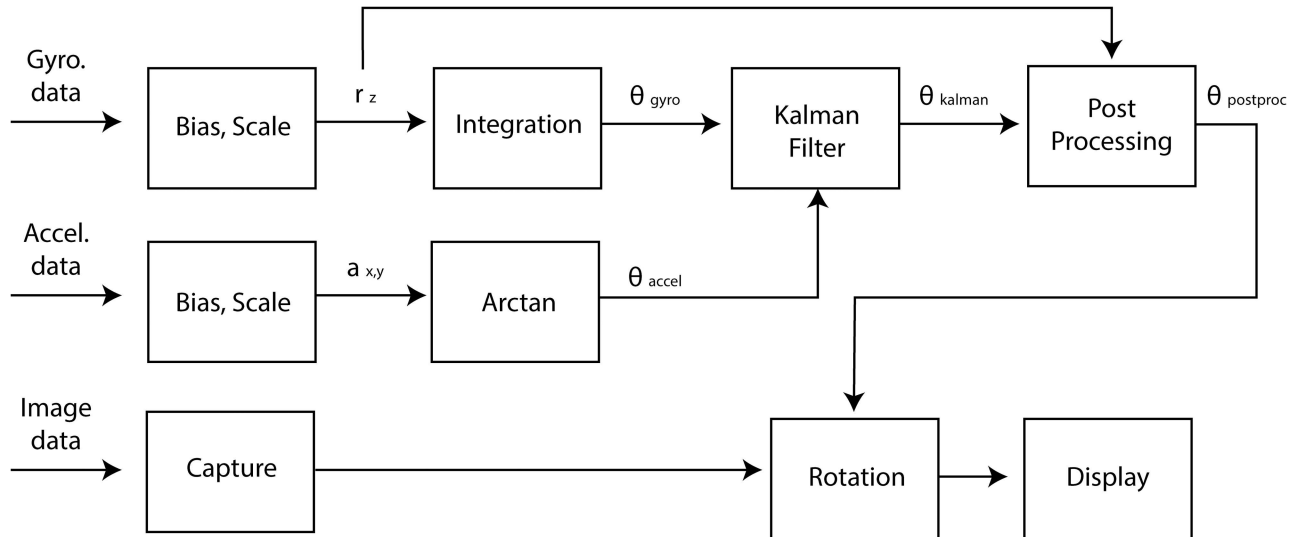 Gyro.
data
Bias, Scale
r z
Integration
θ gyro
Kalman
Filter
θ kalman
Post
Processing
θ postproc
Accel.
data
Bias, Scale
a x,y
Arctan
θ accel
Image
data
Capture
Rotation
Display